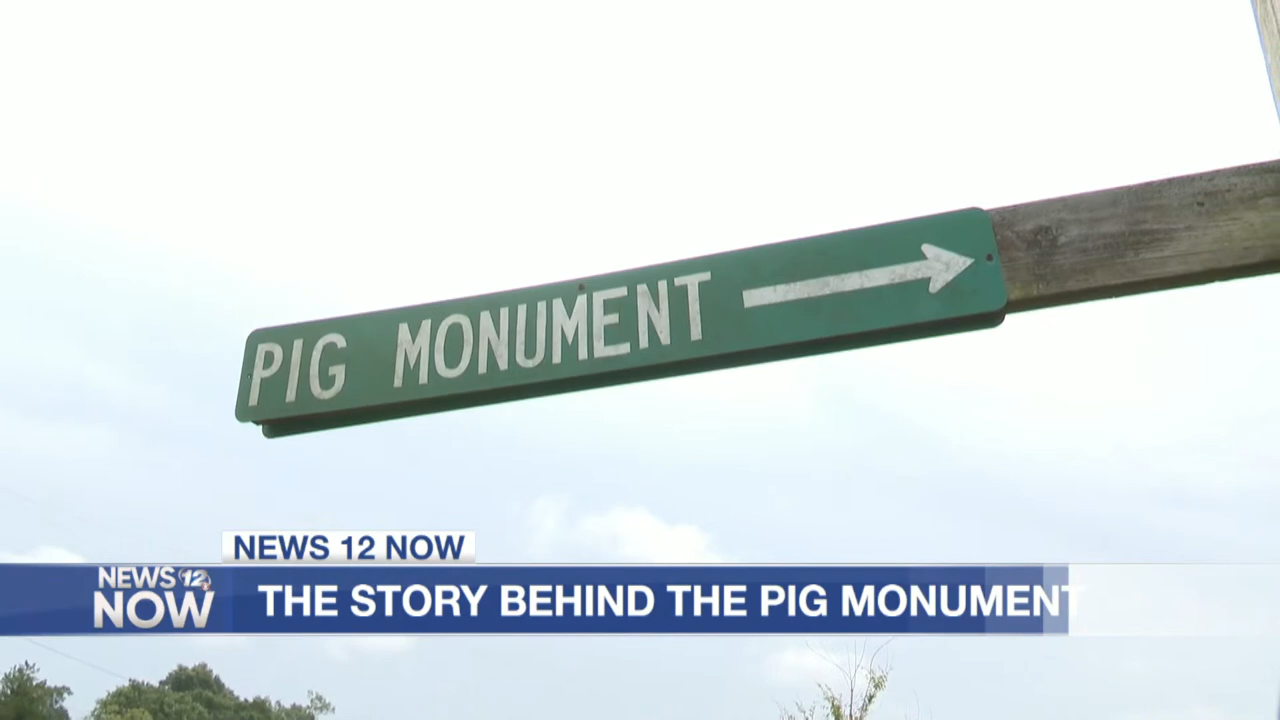 PIG MONUMENT
NEWS 12 NOW
NEWS 12
NOW
THE STORY BEHIND THE PIG MONUMENT